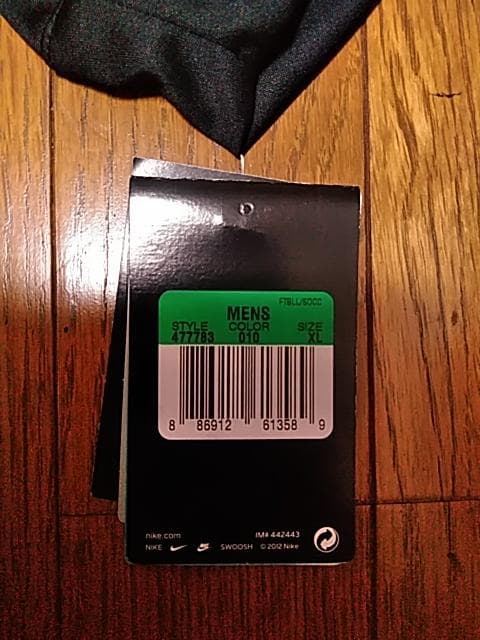 FTBLL/SOCC
MENS
STYLE COLOR SIZE
477783 010 XL
8 86912 61358 9
nike.com IM# 442443
NIKE SWOOSH © 2012 Nike